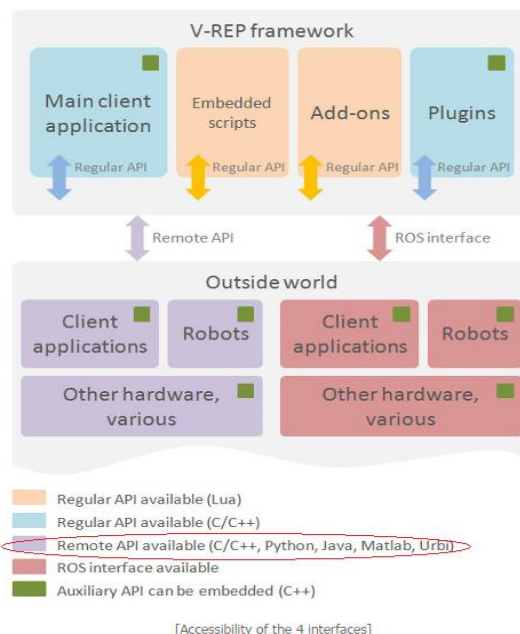 V-REP framework
Main client
application
Embedded
scripts
Add-ons
Plugins
Regular API
Regular API
Regular API
Regular API
Remote API
ROS interface
Outside world
Client
applications
Robots
Client
applications
Robots
Other hardware,
various
Other hardware,
various
Regular API available (Lua)
Regular API available (C/C++)
Remote API available (C/C++, Python, Java, Matlab, Urbi)
ROS interface available
Auxiliary API can be embedded (C++)
[Accessibility of the 4 interfaces]